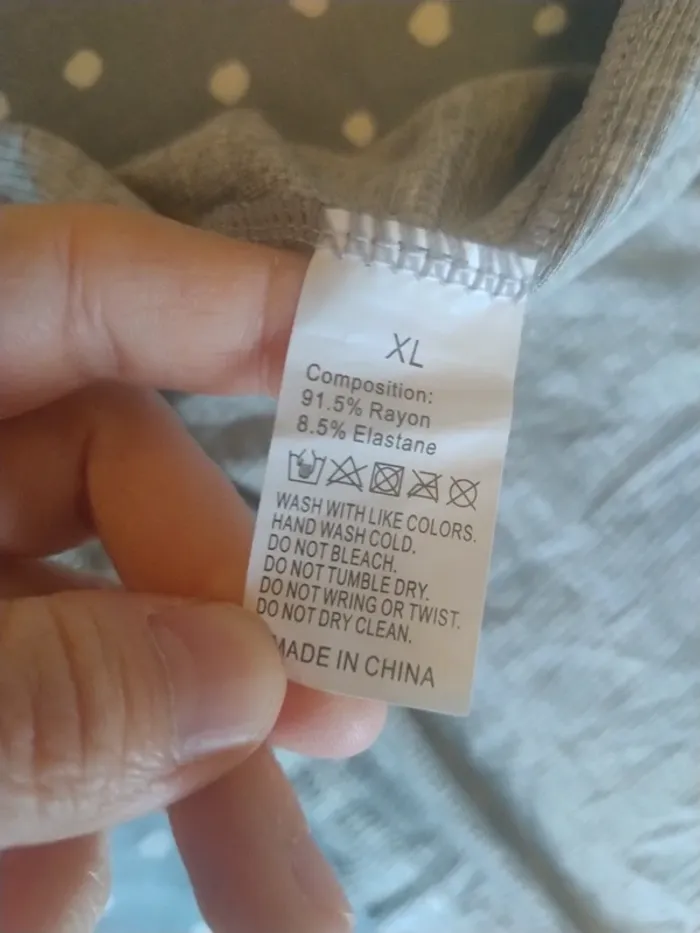 XL
Composition:
91.5% Rayon
8.5% Elastane
WASH WITH LIKE COLORS.
HAND WASH COLD.
DO NOT BLEACH.
DO NOT TUMBLE DRY.
DO NOT WRING OR TWIST.
DO NOT DRY CLEAN.
MADE IN CHINA